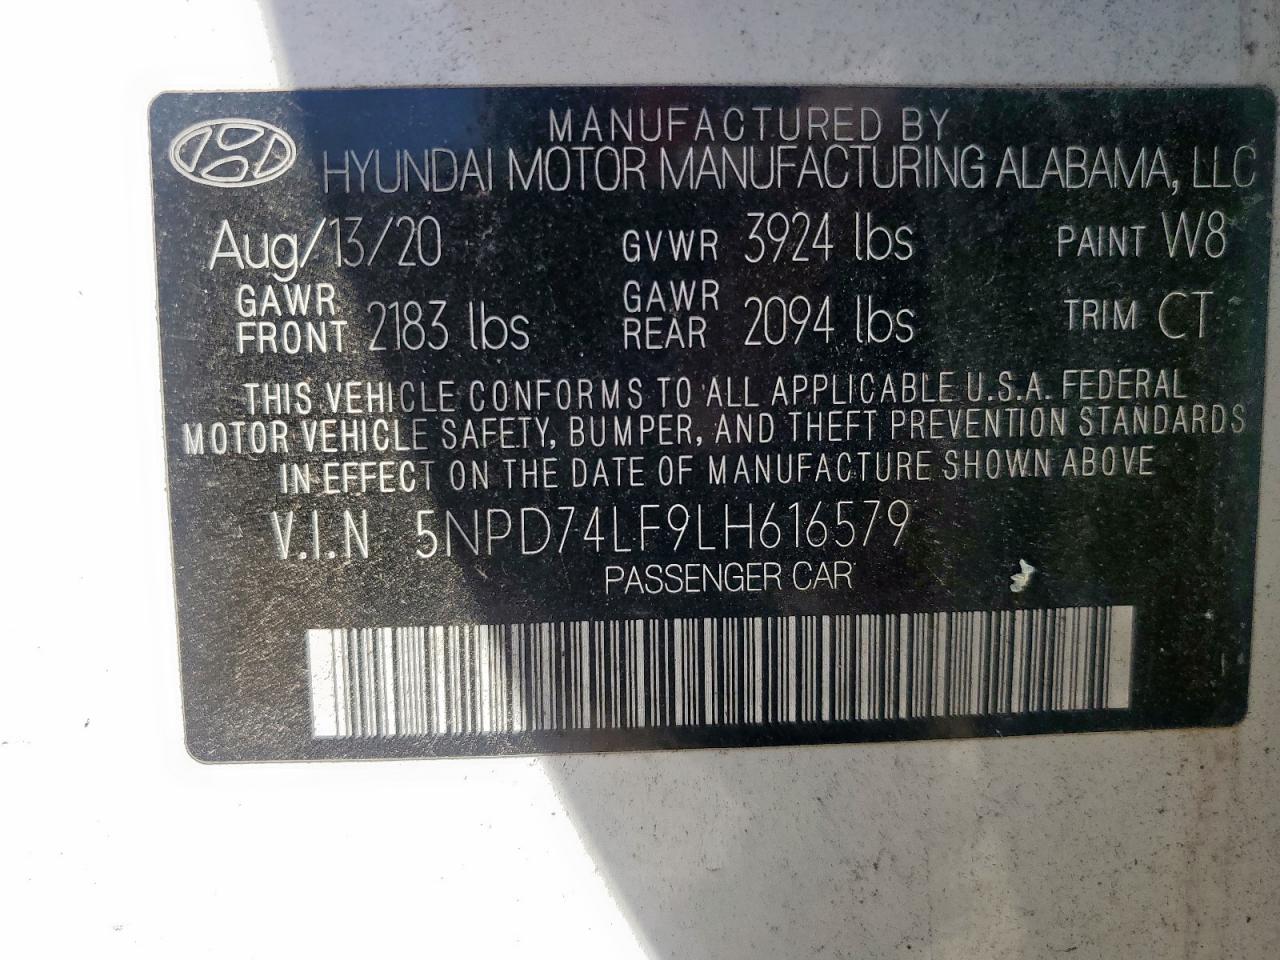 MANUFACTURED BY
HYUNDAI MOTOR MANUFACTURING ALABAMA, LLC
Aug/13/20 GVWR 3924 lbs PAINT W8
GAWR FRONT 2183 lbs GAWR REAR 2094 lbs TRIM CT
THIS VEHICLE CONFORMS TO ALL APPLICABLE U.S.A. FEDERAL
MOTOR VEHICLE SAFETY, BUMPER, AND THEFT PREVENTION STANDARDS
IN EFFECT ON THE DATE OF MANUFACTURE SHOWN ABOVE
V.I.N 5NPD74LF9LH616579
PASSENGER CAR